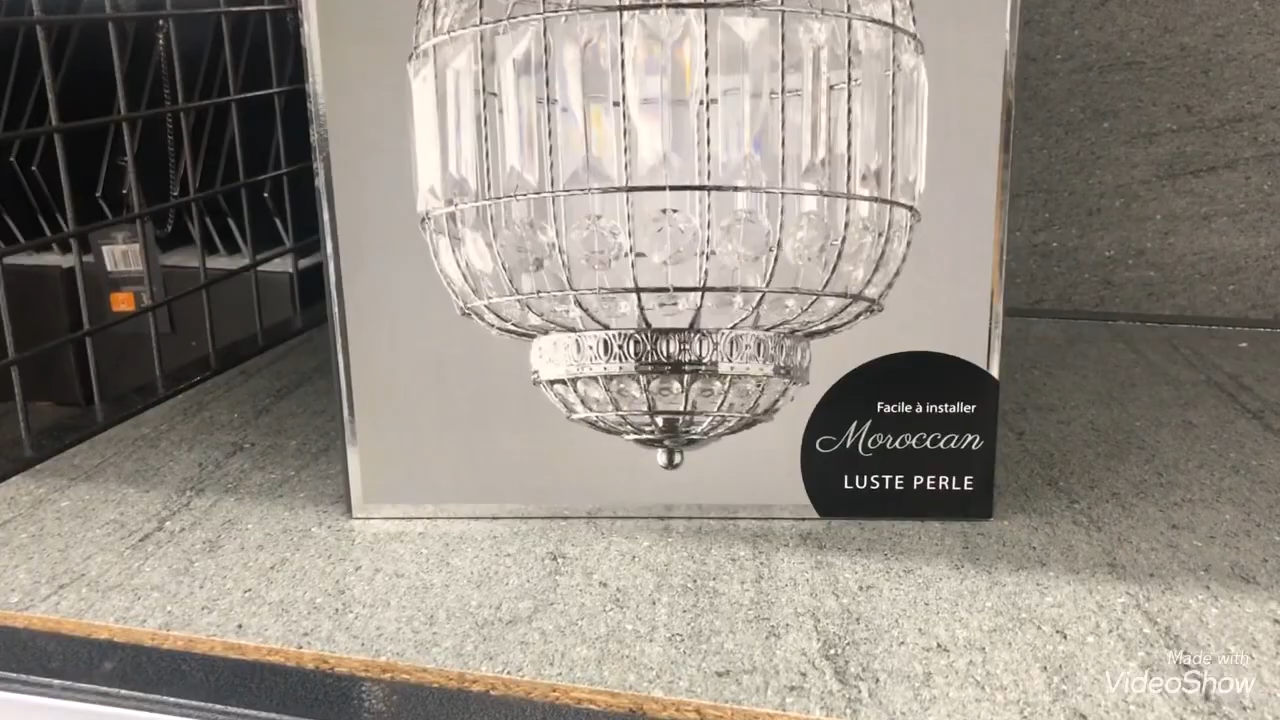 Facile à installer
Moroccan
LUSTE PERLE
Made with
VideoShow